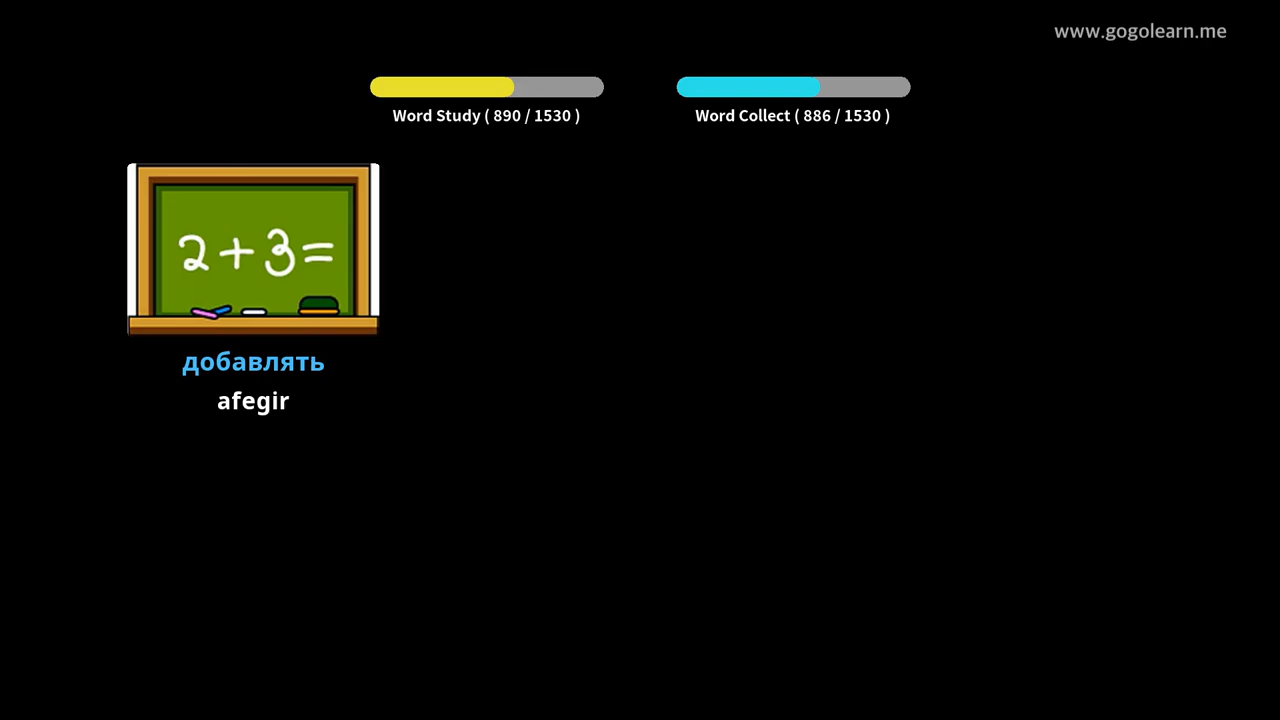 www.gogolearn.me
Word Study ( 890 / 1530 )
Word Collect ( 886 / 1530 )
2+3=
добавлять
afegir